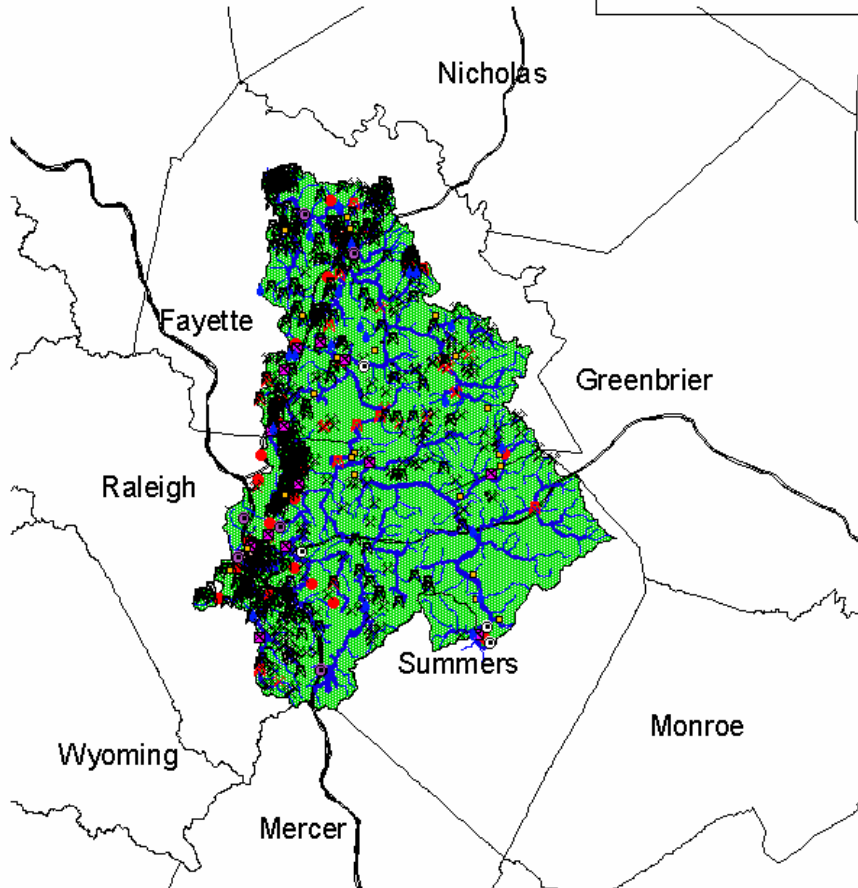 Nicholas
Fayette
Greenbrier
Raleigh
Summers
Monroe
Wyoming
Mercer